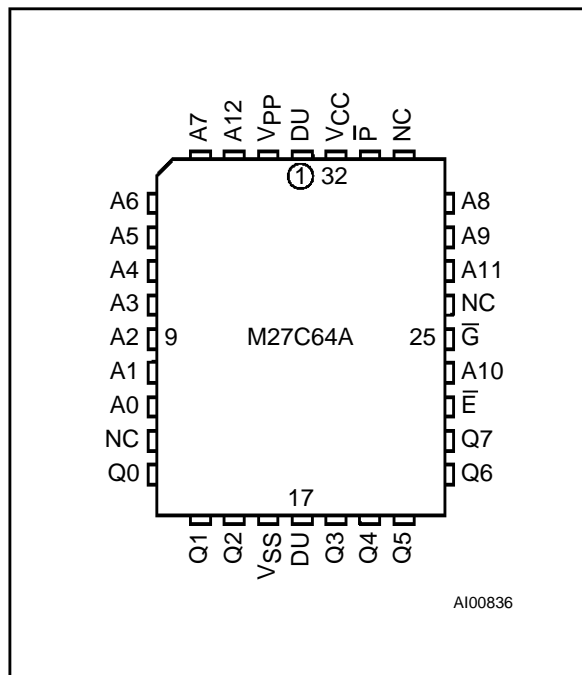 A7 A12 VPP DU VCC P̅ NC
1 32
A6
A5
A4
A3
A2 9
A1
A0
NC
Q0
M27C64A
A8
A9
A11
NC
25 G̅
A10
E̅
Q7
Q6
17
Q1 Q2 VSS DU Q3 Q4 Q5
AI00836